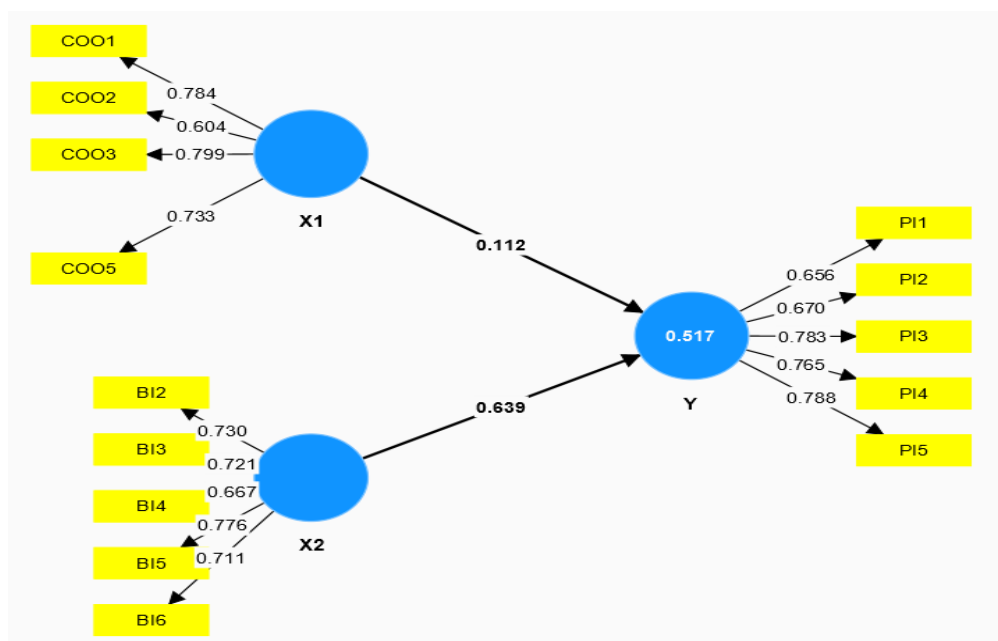 COO1
COO2
COO3
COO5
0.784
0.604
0.799
0.733
X1
0.112
BI2
BI3
BI4
BI5
BI6
0.730
0.721
0.667
0.776
0.711
X2
0.639
0.517
Y
0.656
0.670
0.783
0.765
0.788
PI1
PI2
PI3
PI4
PI5